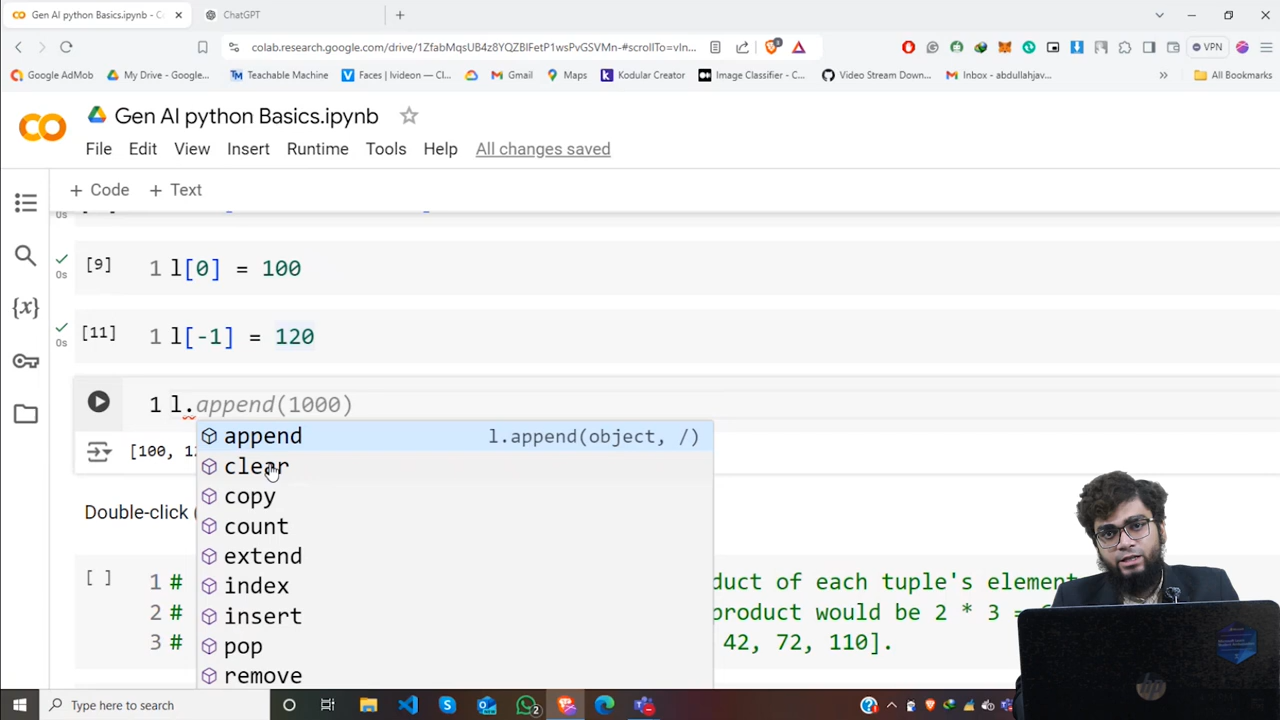 Gen AI python Basics.ipynb - C
ChatGPT
colab.research.google.com/drive/1ZfabMqsUB4z8YQZBIFetP1wsPvGSVMn-#scrollTo=vIn...
VPN
Google AdMob
My Drive - Google...
Teachable Machine
Faces | Ivideon — Cl...
Gmail
Maps
Kodular Creator
Image Classifier - C...
Video Stream Down...
Inbox - abdullahjav...
All Bookmarks
Gen AI python Basics.ipynb
File Edit View Insert Runtime Tools Help All changes saved
+ Code + Text
0s
[9] 1 l[0] = 100
0s
[11] 1 l[-1] = 120
0s
1 l.append(1000)
append l.append(object, /)
[100, 1
clear
copy
Double-click (
count
extend
[ ] 1 # duct of each tuple's element
index
2 # product would be 2 * 3 =
insert
3 # 42, 72, 110].
pop
remove
Type here to search
2
hp